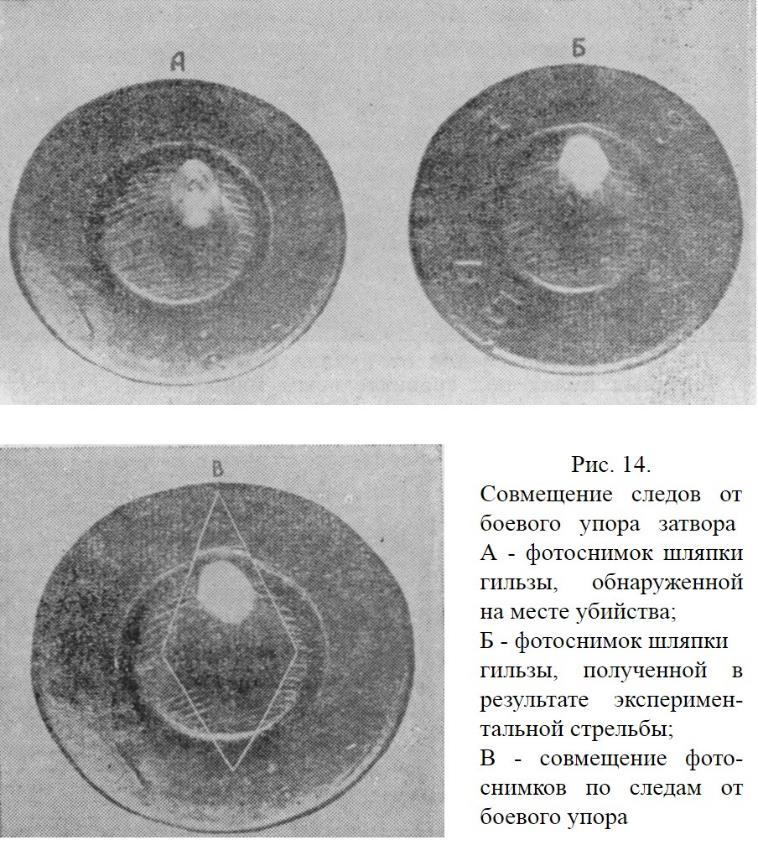 А
Б
В
Рис. 14.
Совмещение следов от
боевого упора затвора
А - фотоснимок шляпки
гильзы, обнаруженной
на месте убийства;
Б - фотоснимок шляпки
гильзы, полученной в
результате эксперимен-
тальной стрельбы;
В - совмещение фото-
снимков по следам от
боевого упора